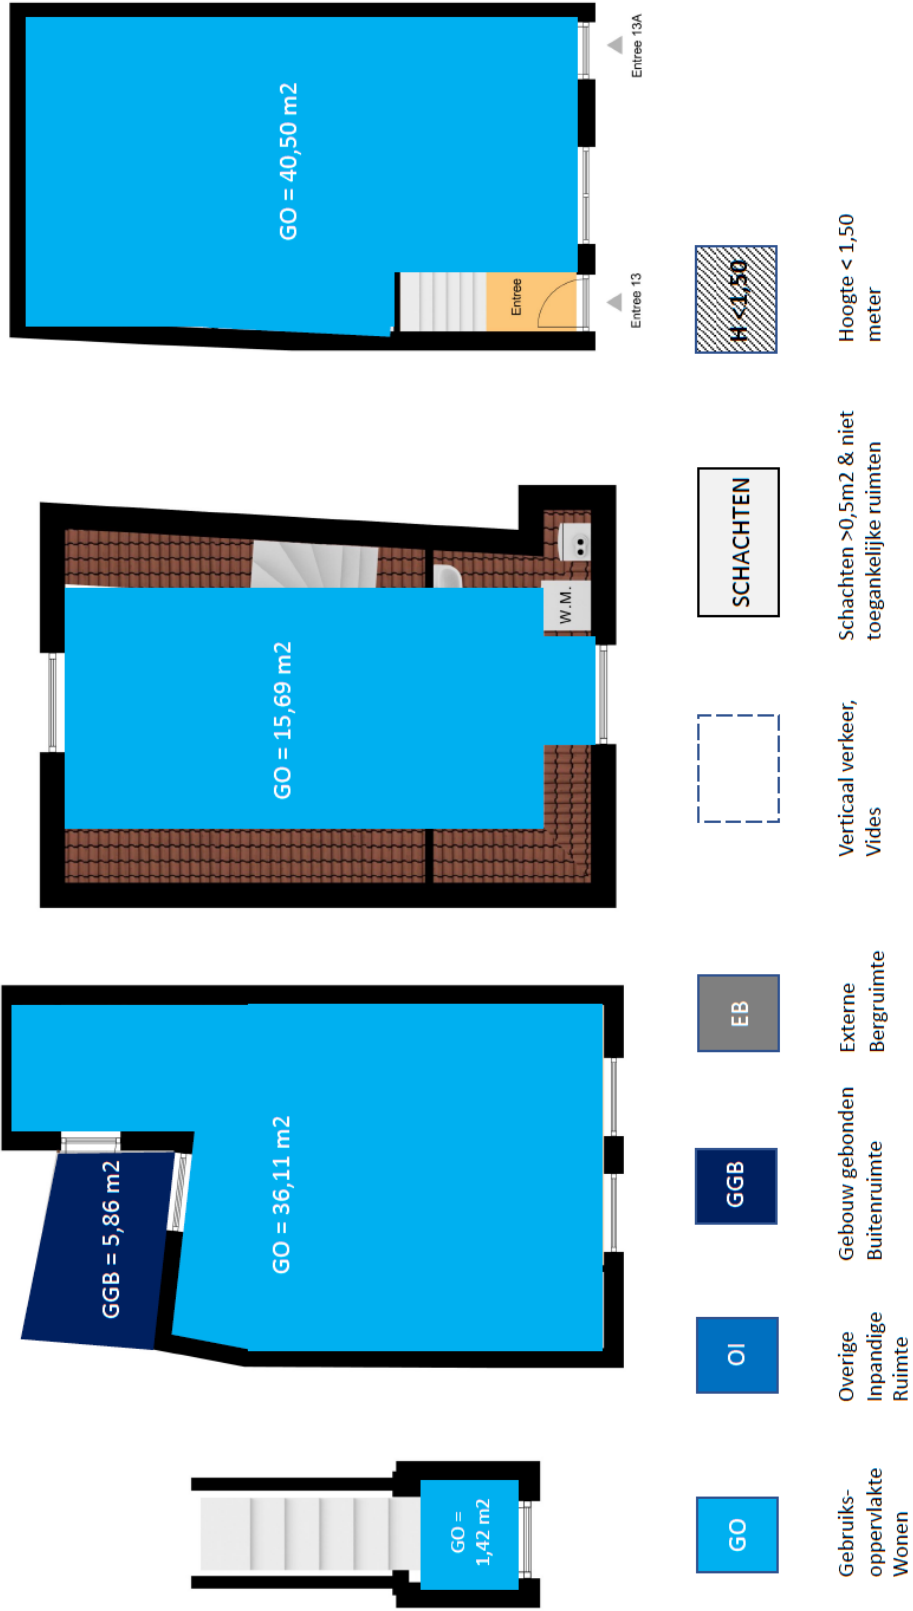 GO =
1,42 m2
GGB = 5,86 m2
GO = 36,11 m2
GO = 15,69 m2
W.M.
GO = 40,50 m2
Entree
Entree 13
Entree 13A
GO
Gebruiks-
oppervlakte
Wonen
OI
Overige
Inpandige
Ruimte
GGB
Gebouw gebonden
Buitenruimte
EB
Externe
Bergruimte
Verticaal verkeer,
Vides
SCHACHTEN
Schachten >0,5m2 & niet
toegankelijke ruimten
H <1,50
Hoogte < 1,50
meter